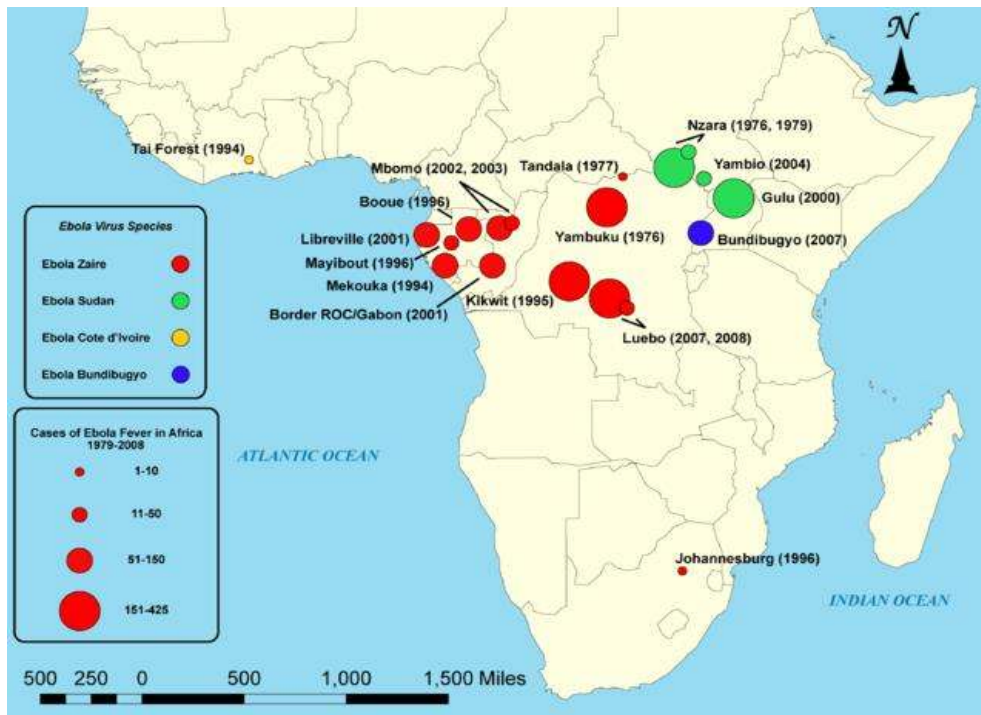 N
Nzara (1976, 1979)
Tai Forest (1994)
Mbomo (2002, 2003)
Tandala (1977)
Yambio (2004)
Booue (1996)
Gulu (2000)
Libreville (2001)
Yambuku (1976)
Bundibugyo (2007)
Mayibout (1996)
Mekouka (1994)
Kikwit (1995)
Border ROC/Gabon
(2001)
Luebo (2007, 2008)
Ebola Virus Species
Ebola Zaire
Ebola Sudan
Ebola Cote d'Ivoire
Ebola Bundibugyo
Cases of Ebola Fever in Africa
1979-2008
1-10
11-50
51-150
151-425
ATLANTIC OCEAN
Johannesburg (1996)
INDIAN OCEAN
500 250 0 500 1,000 1,500 Miles